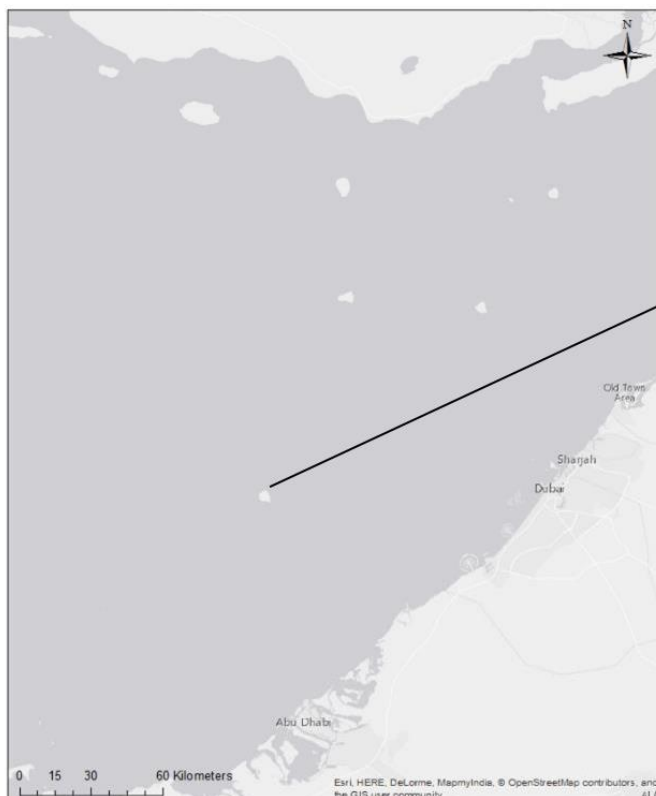 N
Old Town
Area
Sharjah
Dubai
Abu Dhabi
0 15 30 60 Kilometers
Esri, HERE, DeLorme, MapmyIndia, © OpenStreetMap contributors, and
the GIS user community